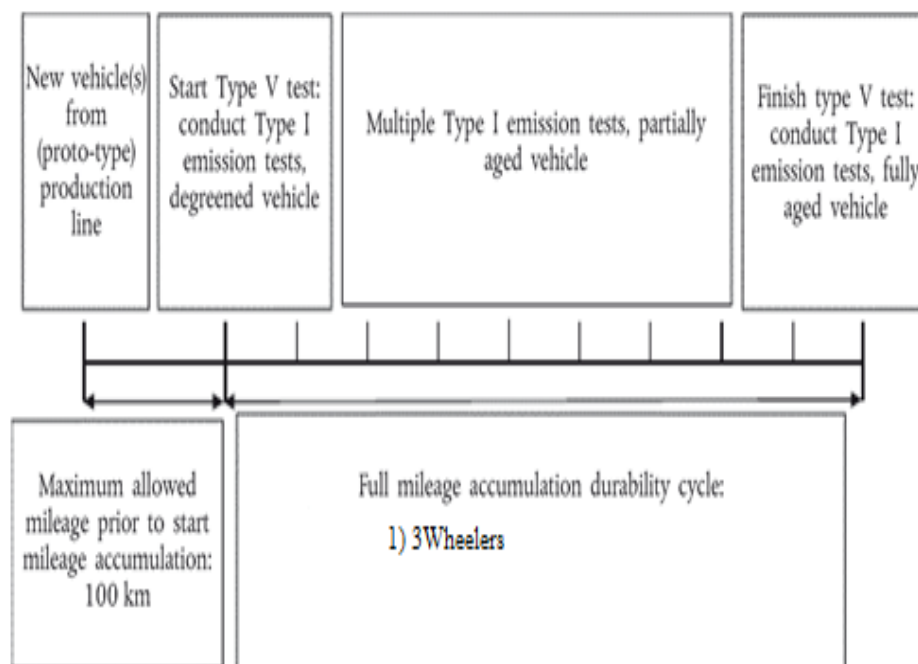 New vehicle(s)
from
(proto-type)
production
line
Start Type V test:
conduct Type I
emission tests,
degreened vehicle
Multiple Type I emission tests, partially
aged vehicle
Finish type V test:
conduct Type I
emission tests, fully
aged vehicle
Maximum allowed
mileage prior to start
mileage accumulation:
100 km
Full mileage accumulation durability cycle:
1) 3Wheelers